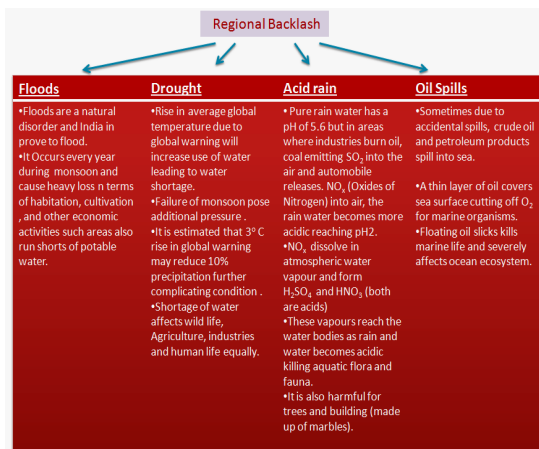 Regional Backlash
Floods
•Floods are a natural
disorder and India in
prove to flood.
•It Occurs every year
during monsoon and
cause heavy loss n terms
of habitation, cultivation
, and other economic
activities such areas also
run shorts of potable
water.
Drought
•Rise in average global
temperature due to
global warning will
increase use of water
leading to water
shortage.
•Failure of monsoon pose
additional pressure .
•It is estimated that 3° C
rise in global warning
may reduce 10%
precipitation further
complicating condition .
•Shortage of water
affects wild life,
Agriculture, industries
and human life equally.
Acid rain
• Pure rain water has a
pH of 5.6 but in areas
where industries burn oil,
coal emitting SO₂ into the
air and automobile
releases. NOₓ (Oxides of
Nitrogen) into air, the
rain water becomes more
acidic reaching pH2.
•NOₓ dissolve in
atmospheric water
vapour and form
H₂SO₄ and HNO₃ (both
are acids)
•These vapours reach the
water bodies as rain and
water becomes acidic
killing aquatic flora and
fauna.
•It is also harmful for
trees and building (made
up of marbles).
Oil Spills
•Sometimes due to
accidental spills, crude oil
and petroleum products
spill into sea.
•A thin layer of oil covers
sea surface cutting off O₂
for marine organisms.
•Floating oil slicks kills
marine life and severely
affects ocean ecosystem.